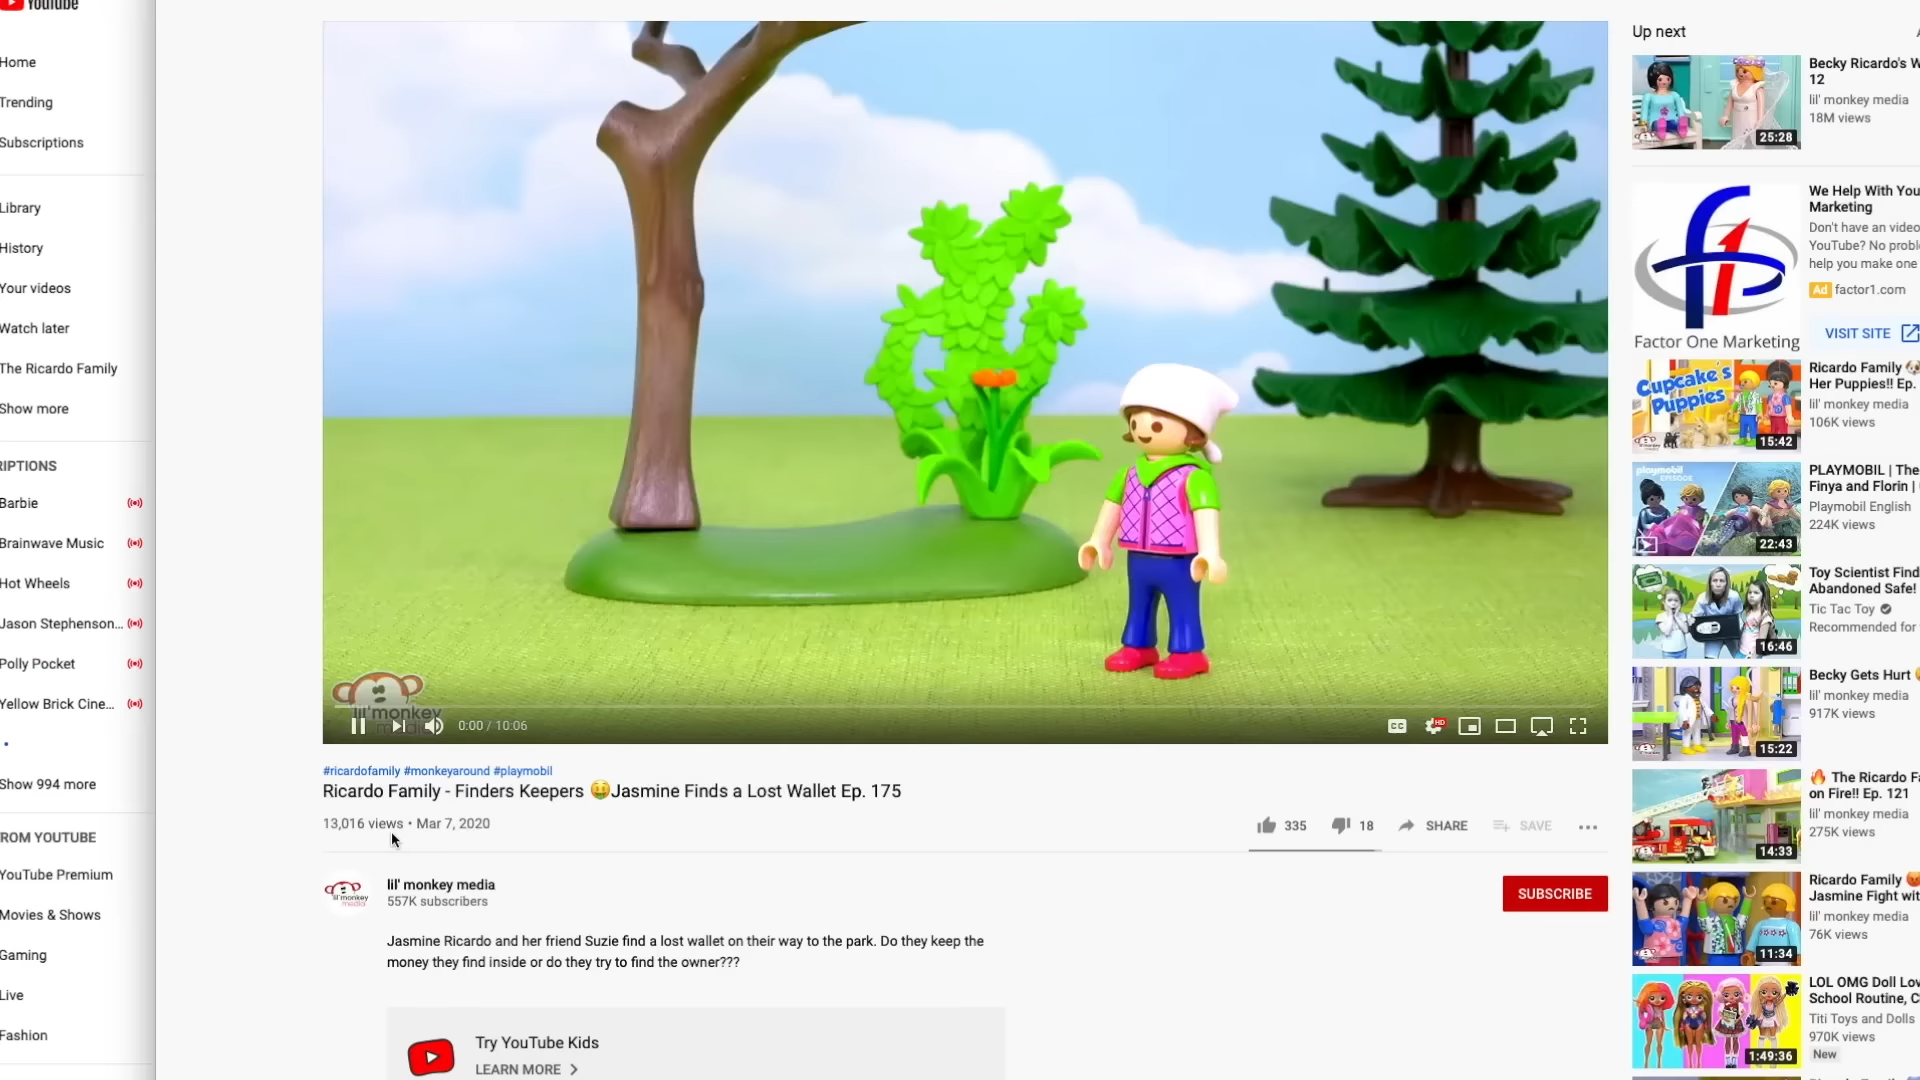 YouTube
Home
Trending
Subscriptions
Library
History
Your videos
Watch later
The Ricardo Family
Show more
RIPTIONS
Barbie
Brainwave Music
Hot Wheels
Jason Stephenson...
Polly Pocket
Yellow Brick Cine...
Show 994 more
ROM YOUTUBE
YouTube Premium
Movies & Shows
Gaming
Live
Fashion
lil' monkey
media
0:00 / 10:06
CC
HD
#ricardofamily #monkeyaround #playmobil
Ricardo Family - Finders Keepers 🤑Jasmine Finds a Lost Wallet Ep. 175
13,016 views • Mar 7, 2020
335
18
SHARE
SAVE
lil' monkey media
557K subscribers
SUBSCRIBE
Jasmine Ricardo and her friend Suzie find a lost wallet on their way to the park. Do they keep the
money they find inside or do they try to find the owner???
Try YouTube Kids
LEARN MORE
Up next
25:28
Becky Ricardo's W
12
lil' monkey media
18M views
Factor One Marketing
We Help With You
Marketing
Don't have an video
YouTube? No proble
help you make one
Ad factor1.com
VISIT SITE
Cupcake's
Puppies
15:42
Ricardo Family
Her Puppies!! Ep.
lil' monkey media
106K views
playmobil
EPISODE
22:43
PLAYMOBIL | The
Finya and Florin |
Playmobil English
224K views
16:46
Toy Scientist Find
Abandoned Safe!
Tic Tac Toy
Recommended for
15:22
Becky Gets Hurt
lil' monkey media
917K views
14:33
🔥 The Ricardo Fa
on Fire!! Ep. 121
lil' monkey media
275K views
11:34
Ricardo Family
Jasmine Fight wit
lil' monkey media
76K views
1:49:36
LOL OMG Doll Lov
School Routine, C
Titi Toys and Dolls
970K views
New